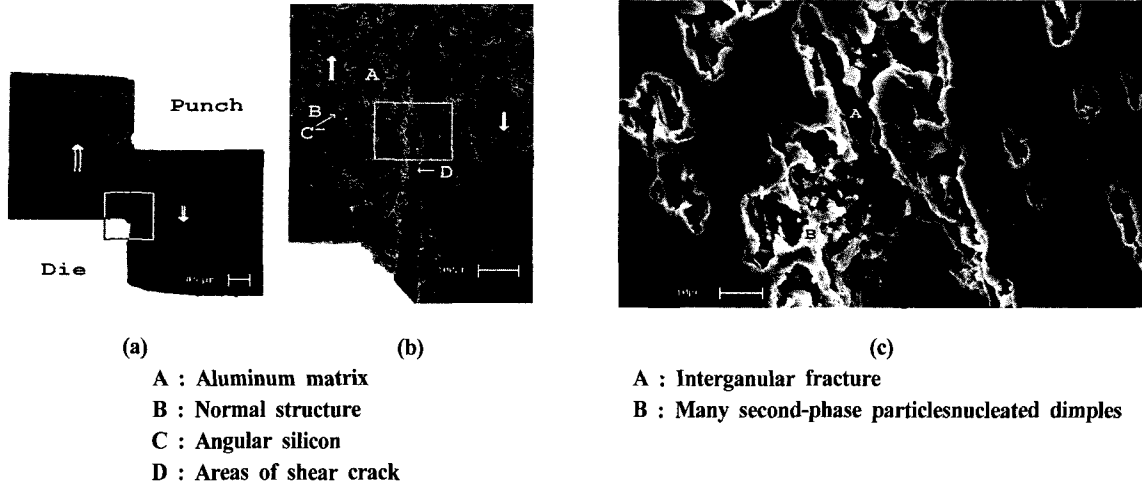 Punch
Die
A
B
C
D
A
B
(a)
(b)
(c)
A : Aluminum matrix
B : Normal structure
C : Angular silicon
D : Areas of shear crack
A : Interganular fracture
B : Many second-phase particlesnucleated dimples